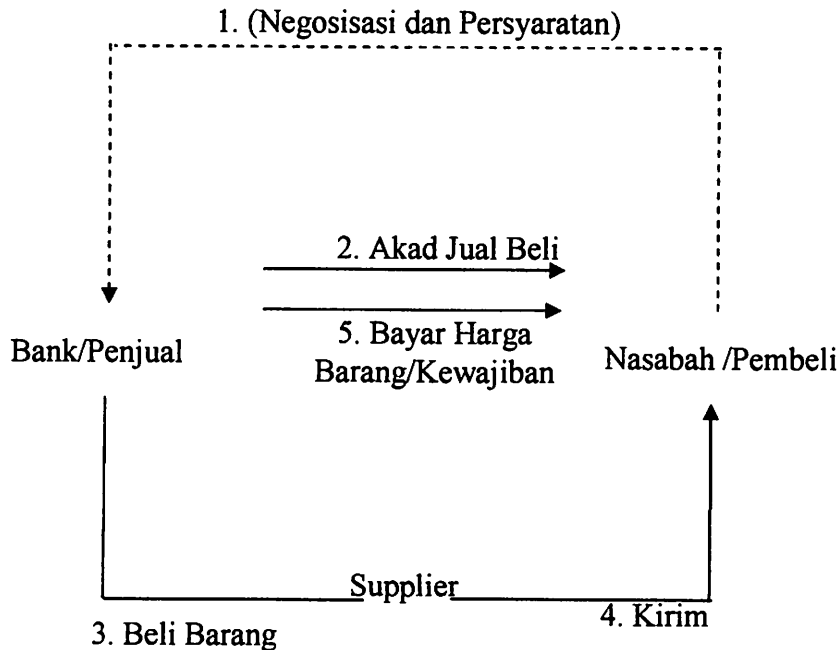 1. (Negosisasi dan Persyaratan)
2. Akad Jual Beli
5. Bayar Harga
Barang/Kewajiban
Bank/Penjual
Nasabah /Pembeli
Supplier
3. Beli Barang
4. Kirim